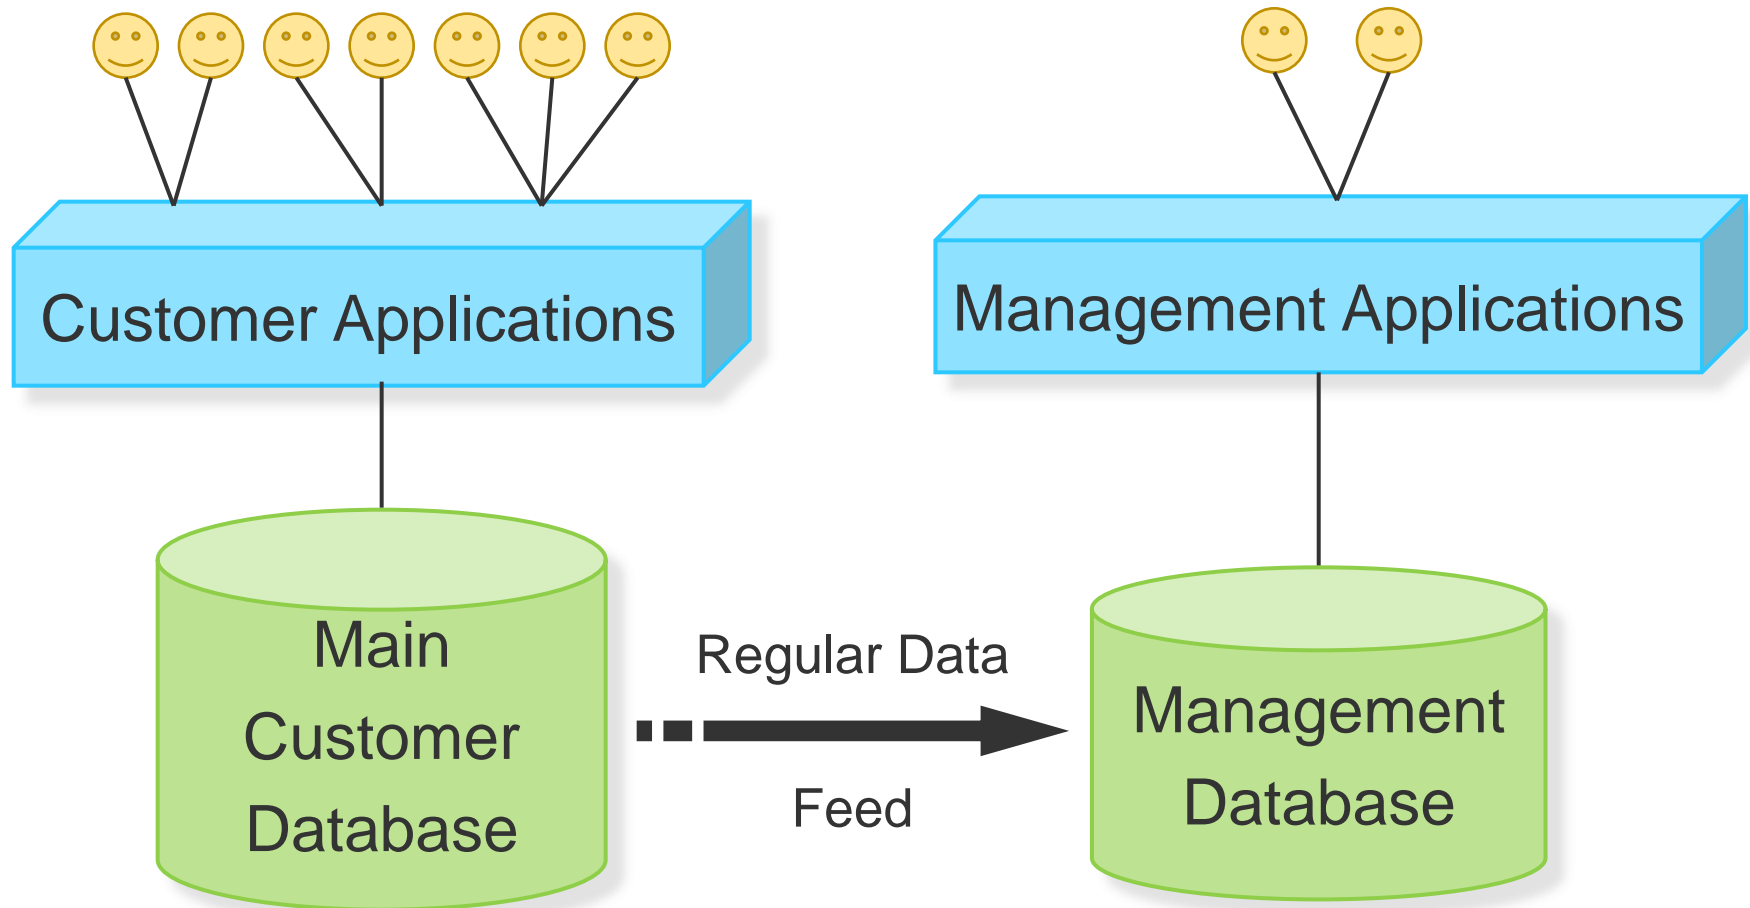 Customer Applications
Management Applications
Main
Customer
Database
Regular Data
Feed
Management
Database